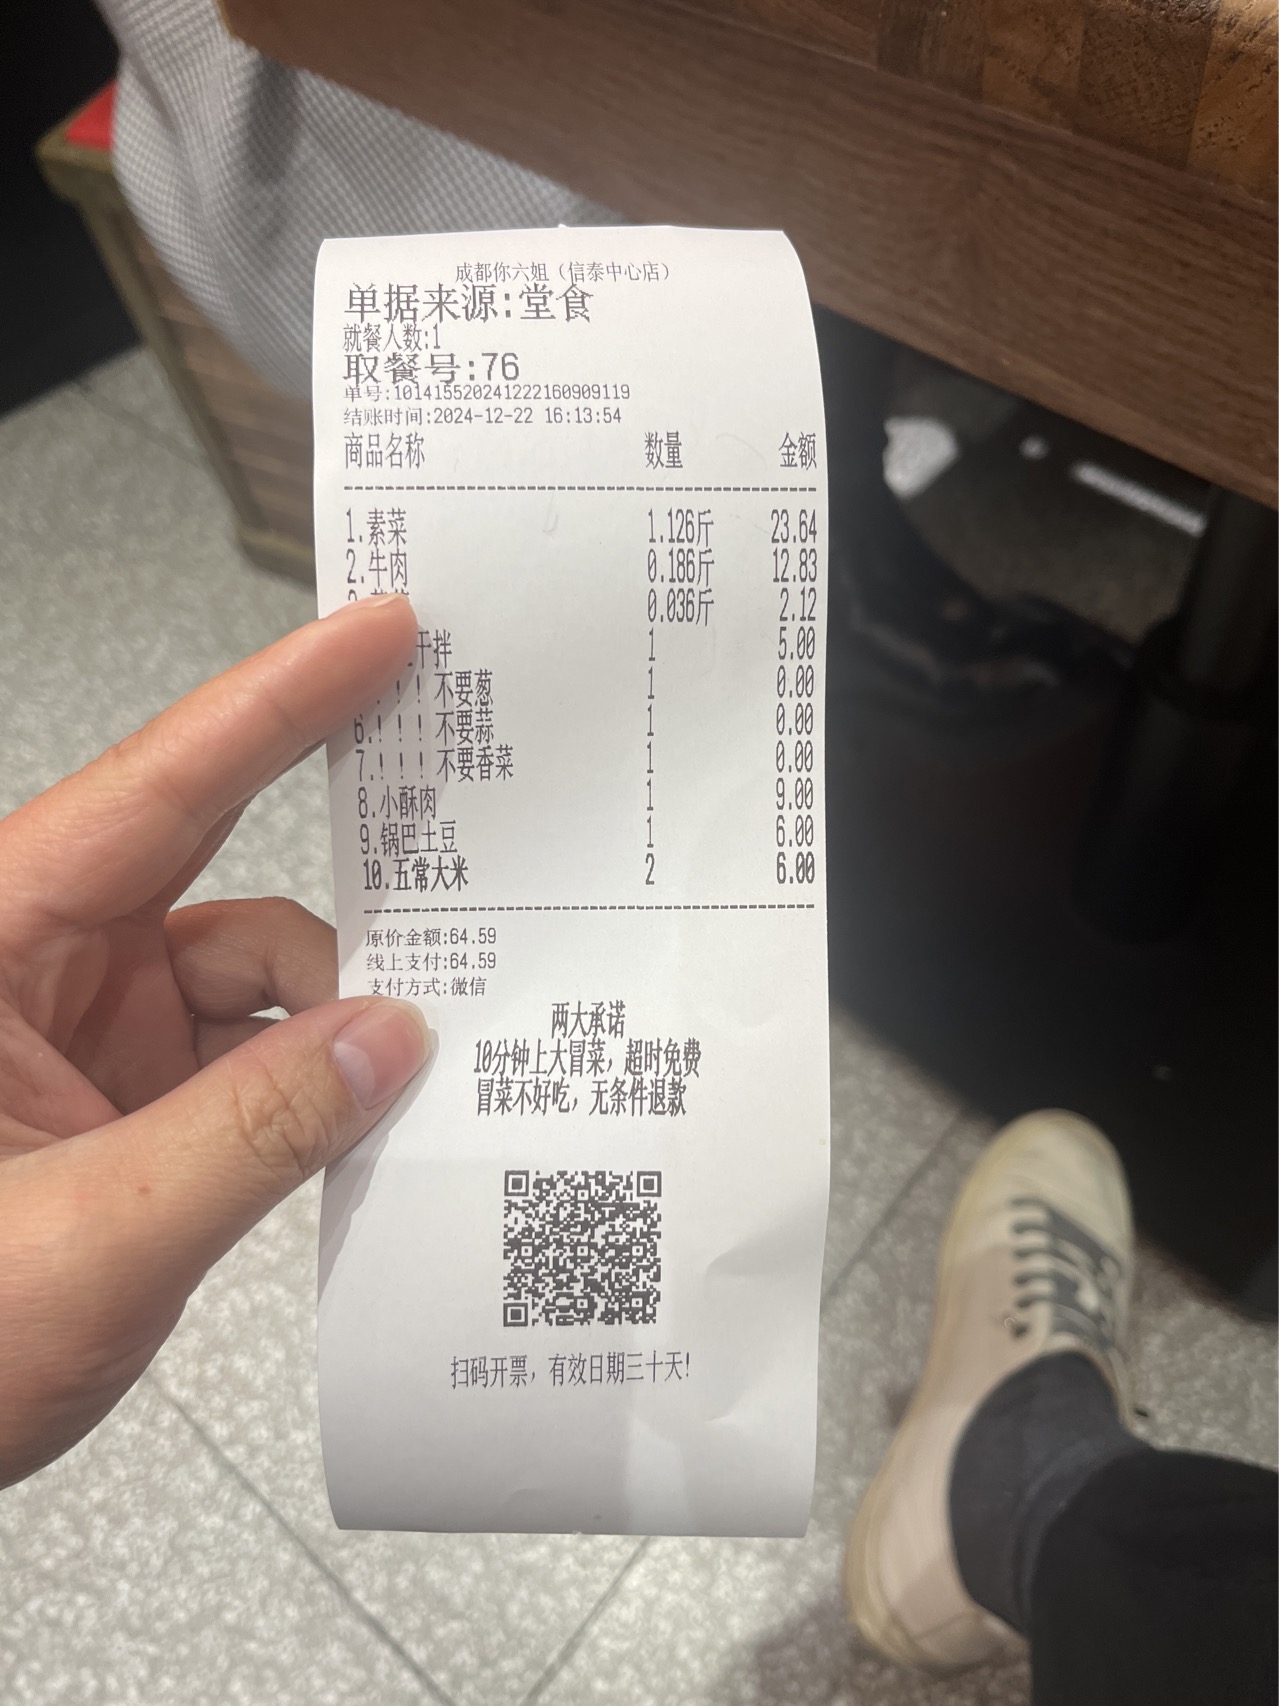 成都你六姐（信泰中心店）
单据来源:堂食
就餐人数:1
取餐号:76
单号:101415520241222160909119
结账时间:2024-12-22 16:13:54
商品名称 数量 金额
1.素菜 1.126斤 23.64
2.牛肉 0.186斤 12.83
0.036斤 2.12
干拌 1 5.00
! ! 不要葱 1 0.00
6.! ! ! 不要蒜 1 0.00
7.! ! ! 不要香菜 1 0.00
8.小酥肉 1 9.00
9.锅巴土豆 1 6.00
10.五常大米 2 6.00
原价金额:64.59
线上支付:64.59
支付方式:微信
两大承诺
10分钟上大冒菜，超时免费
冒菜不好吃，无条件退款
扫码开票，有效日期三十天!